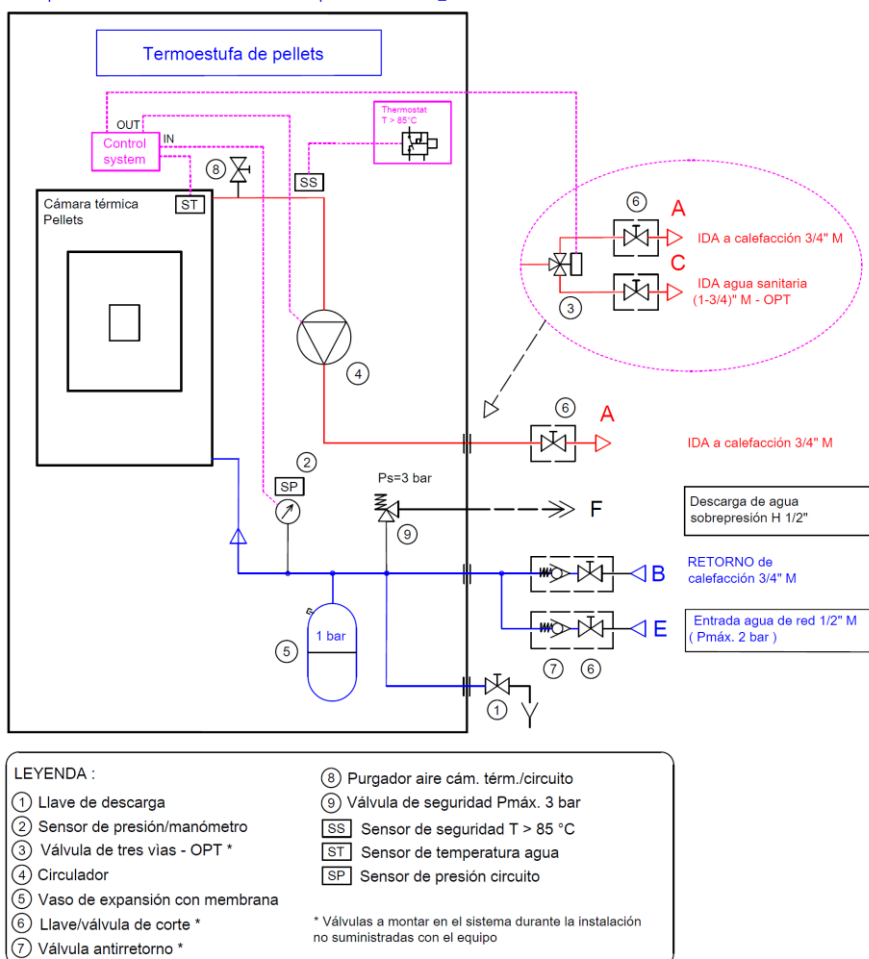 Termoestufa de pellets
OUT
IN
Control
system
Thermostat
T > 85°C
8
SS
ST
Cámara térmica
Pellets
6
A
IDA a calefacción 3/4" M
C
IDA agua sanitaria
(1-3/4)" M - OPT
3
4
6
A
IDA a calefacción 3/4" M
2
SP
Ps=3 bar
F
Descarga de agua
sobrepresión H 1/2"
9
B
RETORNO de
calefacción 3/4" M
1 bar
5
E
Entrada agua de red 1/2" M
( Pmáx. 2 bar )
7
6
1
LEYENDA :
1 Llave de descarga
2 Sensor de presión/manómetro
3 Válvula de tres vìas - OPT *
4 Circulador
5 Vaso de expansión con membrana
6 Llave/válvula de corte *
7 Válvula antirretorno *
8 Purgador aire cám. térm./circuito
9 Válvula de seguridad Pmáx. 3 bar
SS Sensor de seguridad T > 85 °C
ST Sensor de temperatura agua
SP Sensor de presión circuito
* Válvulas a montar en el sistema durante la instalación
no suministradas con el equipo